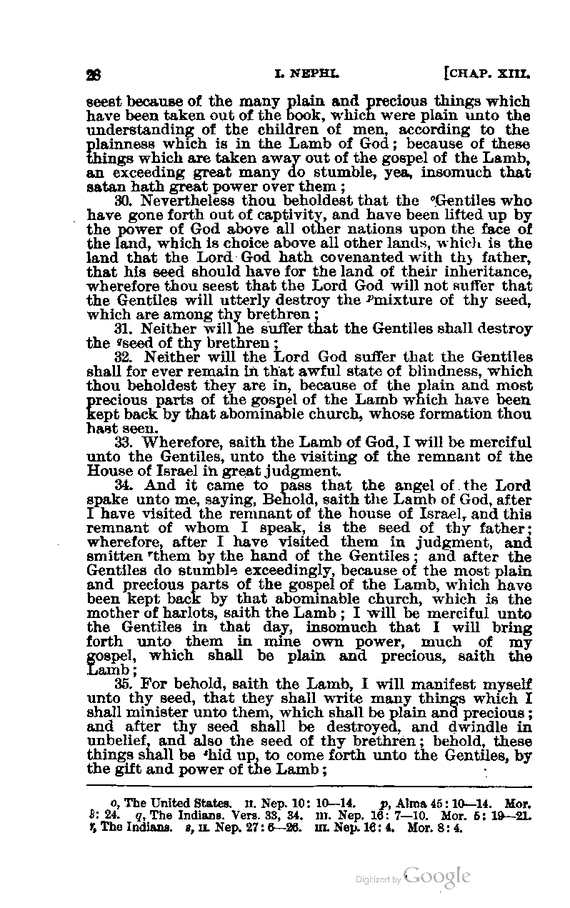 28 I. NEPHI. [CHAP. XIII.
seest because of the many plain and precious things which
have been taken out of the book, which were plain unto the
understanding of the children of men, according to the
plainness which is in the Lamb of God; because of these
things which are taken away out of the gospel of the Lamb,
an exceeding great many do stumble, yea, insomuch that
satan hath great power over them;
30. Nevertheless thou beholdest that the oGentiles who
have gone forth out of captivity, and have been lifted up by
the power of God above all other nations upon the face of
the land, which is choice above all other lands, which is the
land that the Lord God hath covenanted with thy father,
that his seed should have for the land of their inheritance,
wherefore thou seest that the Lord God will not suffer that
the Gentiles will utterly destroy the pmixture of thy seed,
which are among thy brethren;
31. Neither will he suffer that the Gentiles shall destroy
the qseed of thy brethren;
32. Neither will the Lord God suffer that the Gentiles
shall for ever remain in that awful state of blindness, which
thou beholdest they are in, because of the plain and most
precious parts of the gospel of the Lamb which have been
kept back by that abominable church, whose formation thou
hast seen.
33. Wherefore, saith the Lamb of God, I will be merciful
unto the Gentiles, unto the visiting of the remnant of the
House of Israel in great judgment.
34. And it came to pass that the angel of the Lord
spake unto me, saying, Behold, saith the Lamb of God, after
I have visited the remnant of the house of Israel, and this
remnant of whom I speak, is the seed of thy father;
wherefore, after I have visited them in judgment, and
smitten rthem by the hand of the Gentiles; and after the
Gentiles do stumble exceedingly, because of the most plain
and precious parts of the gospel of the Lamb, which have
been kept back by that abominable church, which is the
mother of harlots, saith the Lamb; I will be merciful unto
the Gentiles in that day, insomuch that I will bring
forth unto them in mine own power, much of my
gospel, which shall be plain and precious, saith the
Lamb;
35. For behold, saith the Lamb, I will manifest myself
unto thy seed, that they shall write many things which I
shall minister unto them, which shall be plain and precious;
and after thy seed shall be destroyed, and dwindle in
unbelief, and also the seed of thy brethren; behold, these
things shall be shid up, to come forth unto the Gentiles, by
the gift and power of the Lamb;
o, The United States. II. Nep. 10: 10—14. p, Alma 45: 10—14. Mor.
8: 24. q, The Indians. Vers. 33, 34. III. Nep. 16: 7—10. Mor. 5: 19—21.
r, The Indians. s, II. Nep. 27: 6—26. III. Nep. 16: 4. Mor. 8: 4.
Digitized by Google